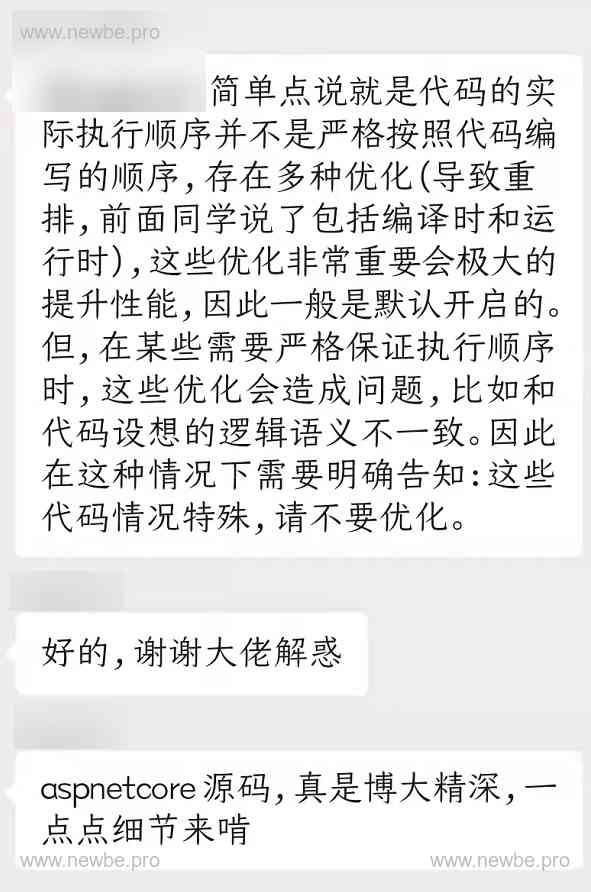 www.newbe.pro
简单点说就是代码的实
际执行顺序并不是严格按照代码编
写的顺序,存在多种优化(导致重
排,前面同学说了包括编译时和运
行时),这些优化非常重要会极大的
提升性能,因此一般是默认开启的。
但,在某些需要严格保证执行顺序
时,这些优化会造成问题,比如和
代码设想的逻辑语义不一致。因此
在这种情况下需要明确告知:这些
代码情况特殊,请不要优化。
好的,谢谢大佬解惑
aspnetcore源码,真是博大精深,一
点点细节来啃
www.newbe.pro
www.newbe.pro